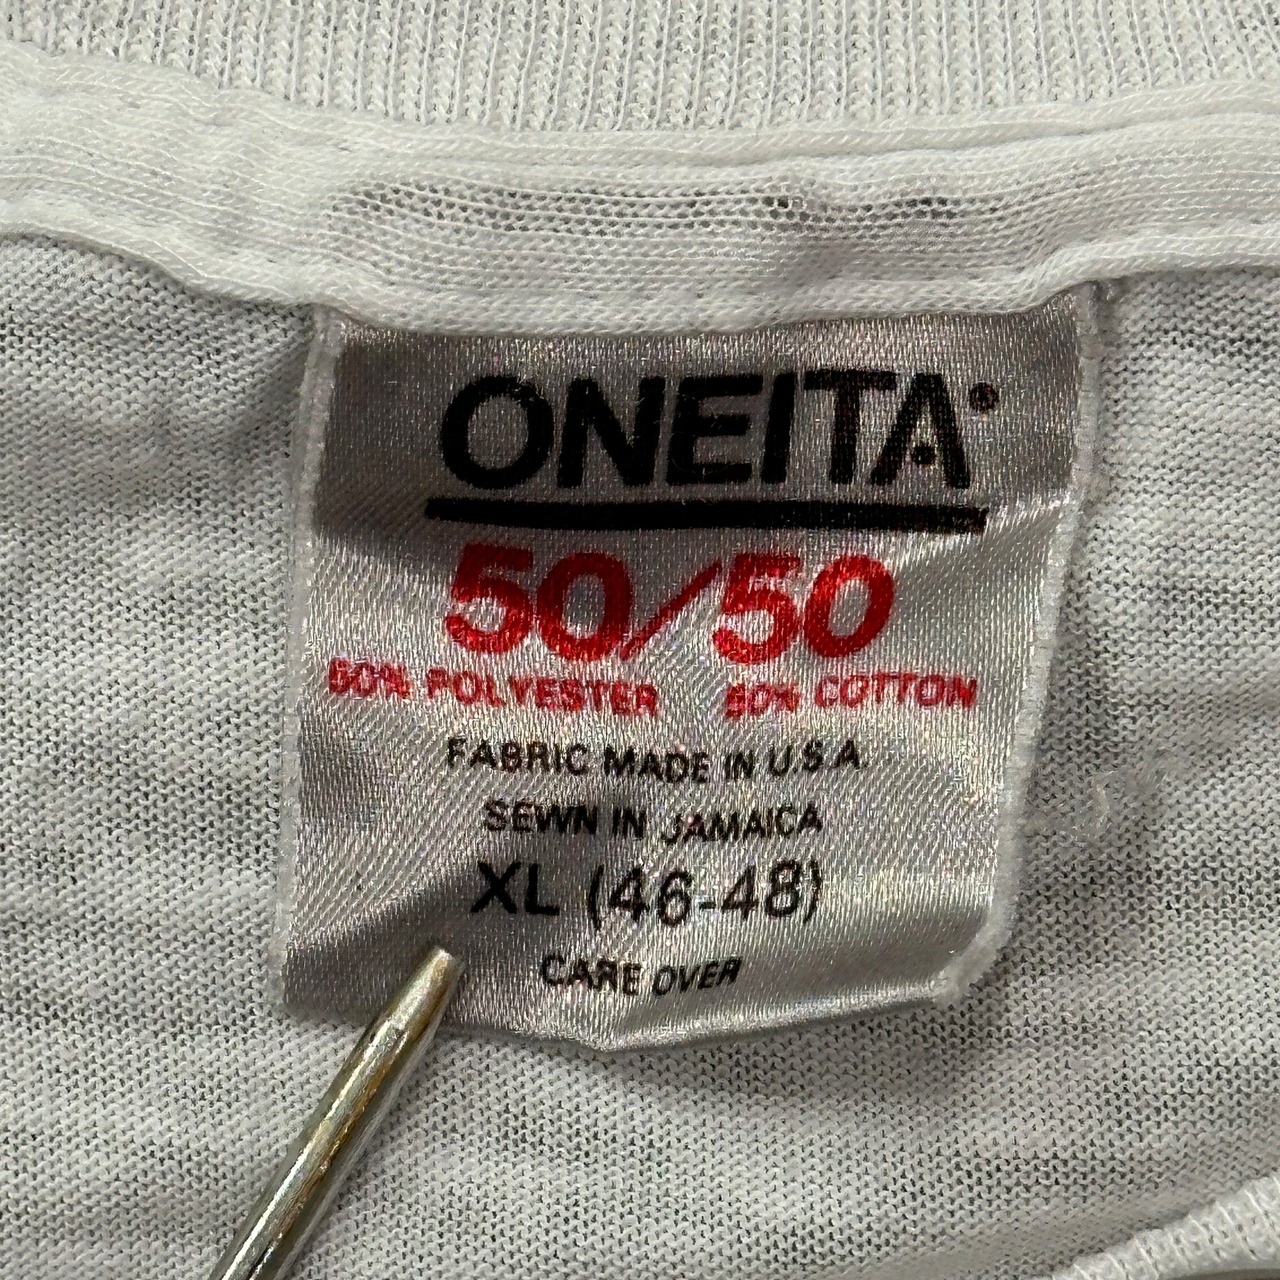 ONEITA®
50/50
50% POLYESTER 50% COTTON
FABRIC MADE IN U.S.A.
SEWN IN JAMAICA
XL (46-48)
CARE OVER